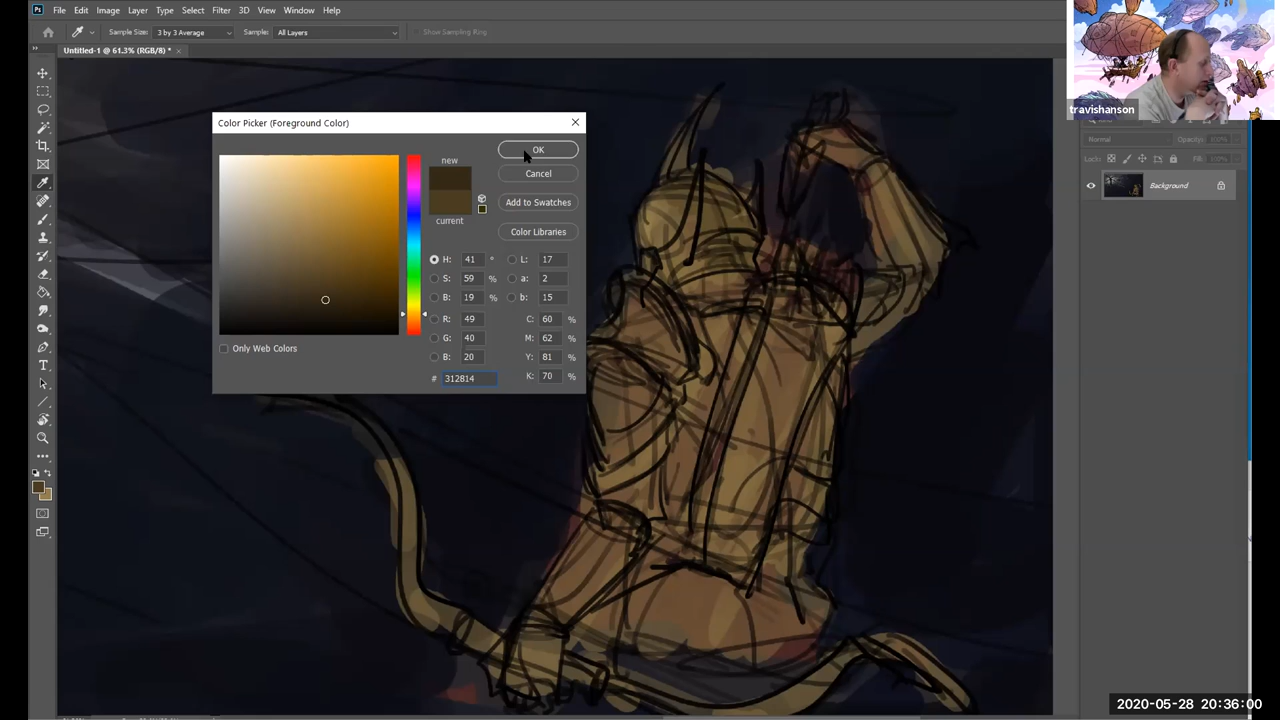 Ps File Edit Image Layer Type Select Filter 3D View Window Help
Sample Size: 3 by 3 Average Sample: All Layers Show Sampling Ring
Untitled-1 @ 61.3% (RGB/8) * ×
travishanson
Color Picker (Foreground Color)
new
current
OK
Cancel
Add to Swatches
Color Libraries
H: 41 ° L: 17
S: 59 % a: 2
B: 19 % b: 15
R: 49 C: 60 %
G: 40 M: 62 %
B: 20 Y: 81 %
# 312814 K: 70 %
Only Web Colors
Normal Opacity: 100%
Lock: Fill: 100%
Background
2020-05-28 20:36:00